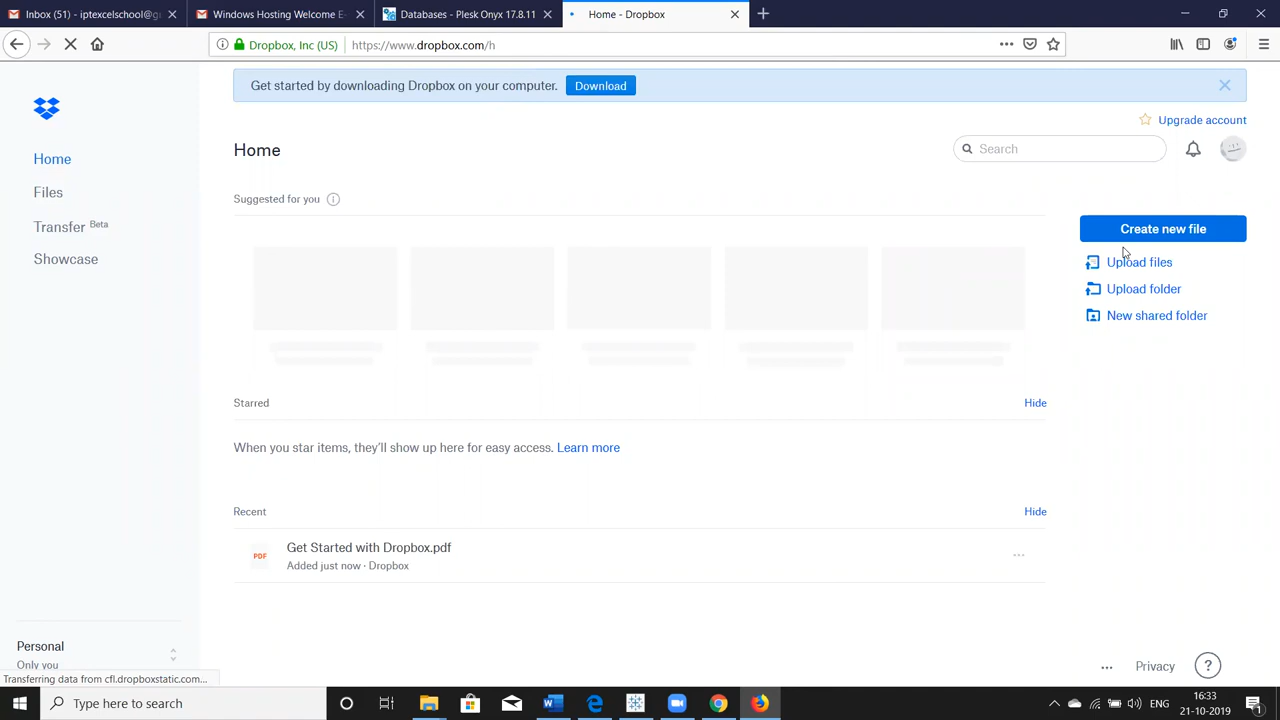 Inbox (51) - iptexcelschool@g
Windows Hosting Welcome E-
Databases - Plesk Onyx 17.8.11
Home - Dropbox
Dropbox, Inc (US)
https://www.dropbox.com/h
Get started by downloading Dropbox on your computer.
Download
Upgrade account
Home
Search
Home
Files
Transfer Beta
Showcase
Suggested for you
Create new file
Upload files
Upload folder
New shared folder
Starred
Hide
When you star items, they'll show up here for easy access. Learn more
Recent
Hide
PDF
Get Started with Dropbox.pdf
Added just now · Dropbox
Personal
Only you
Privacy
?
Transferring data from cfl.dropboxstatic.com...
Type here to search
ENG
16:33
21-10-2019
1